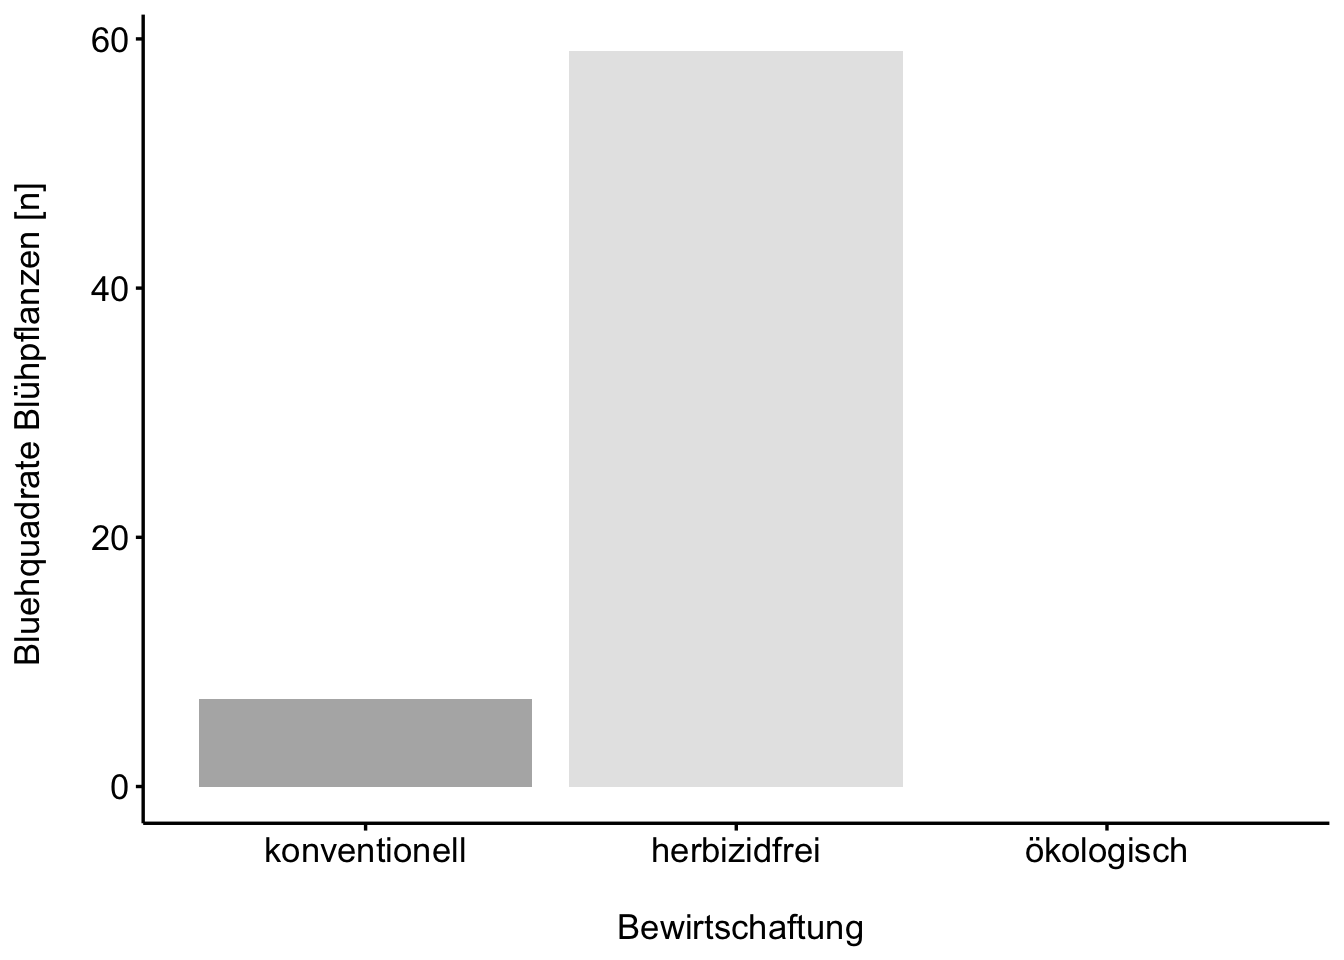 Bluehquadrate Blühpflanzen [n]
60
40
20
0
konventionell herbizidfrei ökologisch
Bewirtschaftung